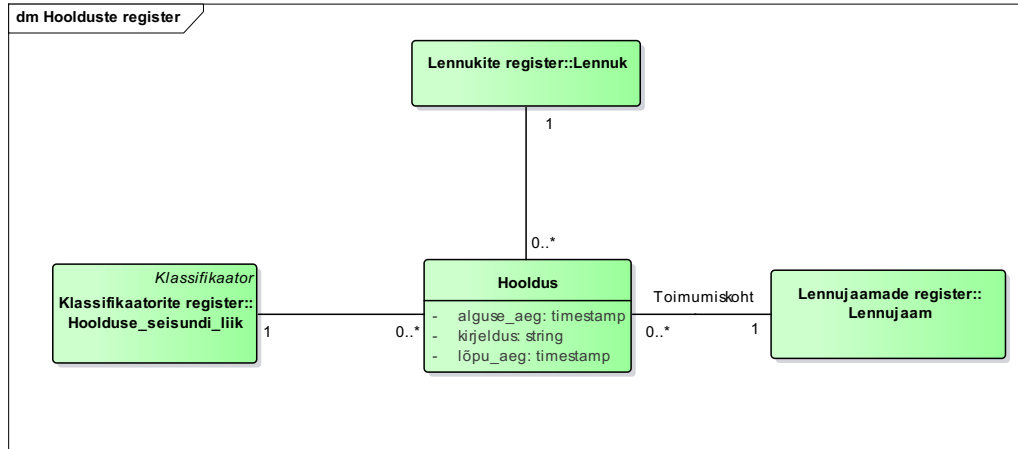 dm Hoolduste register
Lennukite register::Lennuk
1
0..*
Klassifikaator
Klassifikaatorite register::
Hoolduse_seisundi_liik
1
0..*
Hooldus
- alguse_aeg: timestamp
- kirjeldus: string
- lõpu_aeg: timestamp
Toimumiskoht
0..*
1
Lennujaamade register::
Lennujaam